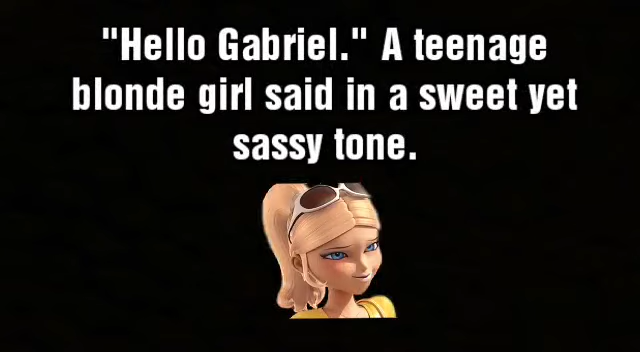 "Hello Gabriel." A teenage
blonde girl said in a sweet yet
sassy tone.